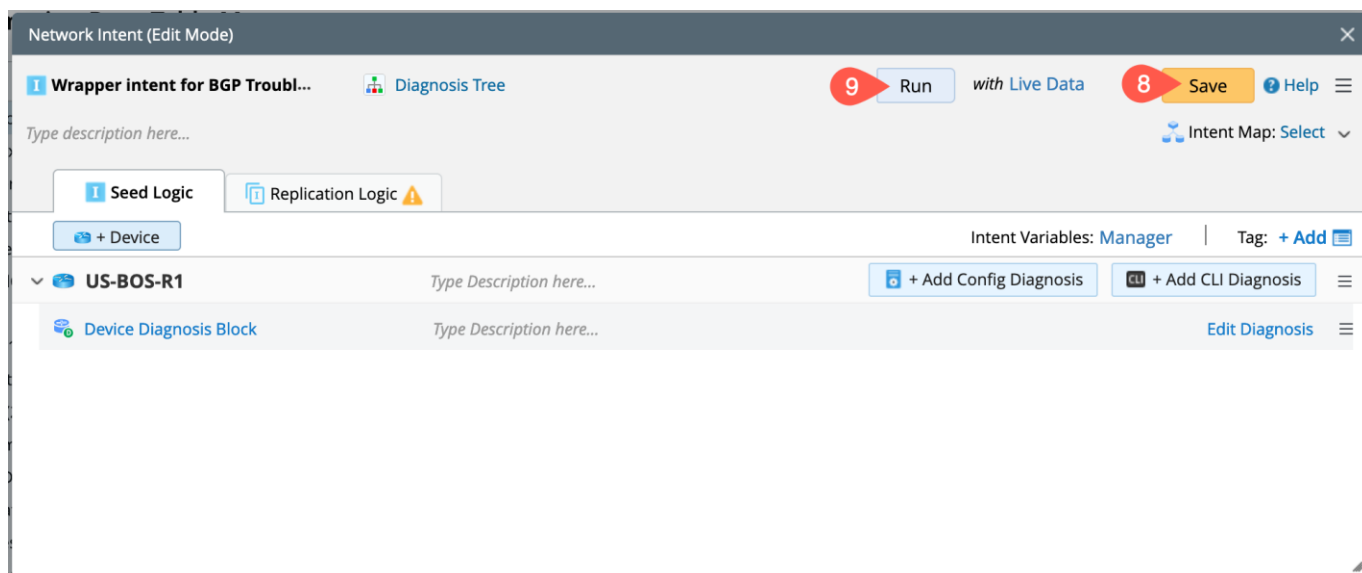 Network Intent (Edit Mode)
I Wrapper intent for BGP Troubl... Diagnosis Tree 9 Run with Live Data 8 Save ? Help
Type description here...
Intent Map: Select
I Seed Logic I Replication Logic
+ Device Intent Variables: Manager | Tag: + Add
US-BOS-R1 Type Description here... + Add Config Diagnosis CLI + Add CLI Diagnosis
Device Diagnosis Block Type Description here... Edit Diagnosis